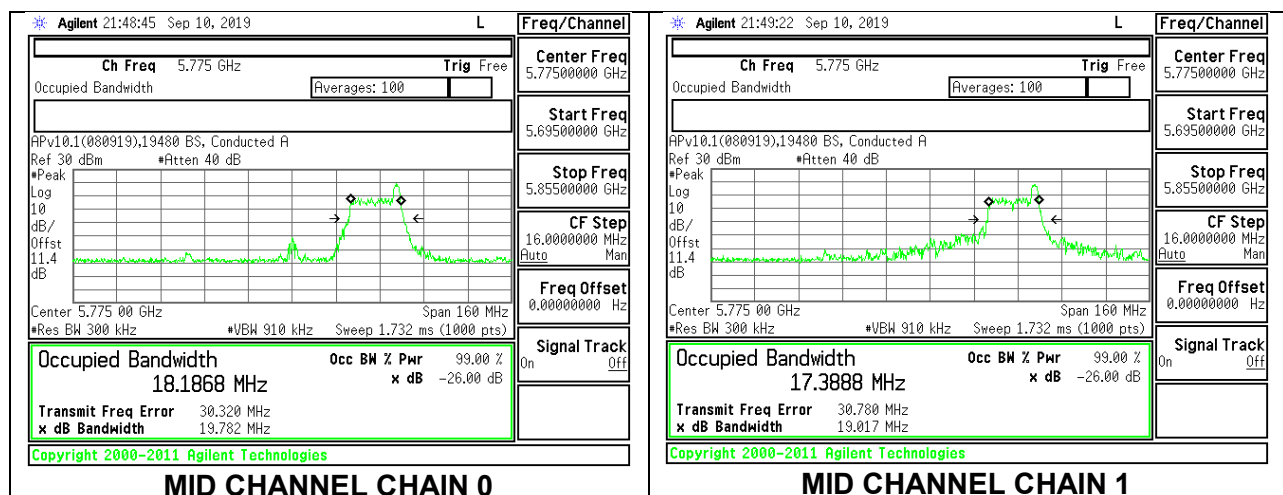 Agilent 21:48:45 Sep 10, 2019 L
Freq/Channel
Ch Freq 5.775 GHz Trig Free
Occupied Bandwidth Averages: 100
APv10.1(080919),19480 BS, Conducted A
Ref 30 dBm #Atten 40 dB
#Peak
Log
10
dB/
Offst
11.4
dB
Center 5.775 00 GHz Span 160 MHz
#Res BW 300 kHz #VBW 910 kHz Sweep 1.732 ms (1000 pts)
Occupied Bandwidth Occ BW % Pwr 99.00 %
18.1868 MHz x dB -26.00 dB
Transmit Freq Error 30.320 MHz
x dB Bandwidth 19.782 MHz
Copyright 2000-2011 Agilent Technologies
Center Freq
5.77500000 GHz
Start Freq
5.69500000 GHz
Stop Freq
5.85500000 GHz
CF Step
16.0000000 MHz
Auto Man
Freq Offset
0.00000000 Hz
Signal Track
On Off
MID CHANNEL CHAIN 0
Agilent 21:49:22 Sep 10, 2019 L
Freq/Channel
Ch Freq 5.775 GHz Trig Free
Occupied Bandwidth Averages: 100
APv10.1(080919),19480 BS, Conducted A
Ref 30 dBm #Atten 40 dB
#Peak
Log
10
dB/
Offst
11.4
dB
Center 5.775 00 GHz Span 160 MHz
#Res BW 300 kHz #VBW 910 kHz Sweep 1.732 ms (1000 pts)
Occupied Bandwidth Occ BW % Pwr 99.00 %
17.3888 MHz x dB -26.00 dB
Transmit Freq Error 30.780 MHz
x dB Bandwidth 19.017 MHz
Copyright 2000-2011 Agilent Technologies
Center Freq
5.77500000 GHz
Start Freq
5.69500000 GHz
Stop Freq
5.85500000 GHz
CF Step
16.0000000 MHz
Auto Man
Freq Offset
0.00000000 Hz
Signal Track
On Off
MID CHANNEL CHAIN 1